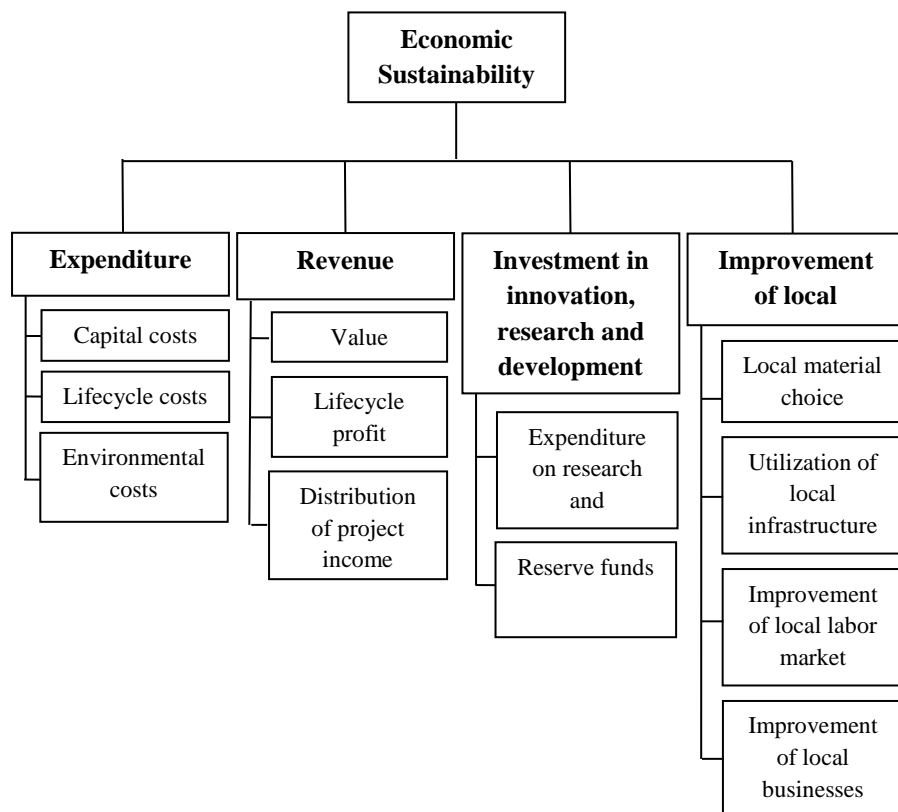 Economic
Sustainability
Expenditure
Capital costs
Lifecycle costs
Environmental
costs
Revenue
Value
Lifecycle
profit
Distribution
of project
income
Investment in
innovation,
research and
development
Expenditure
on research
and
Reserve funds
Improvement
of local
Local material
choice
Utilization of
local
infrastructure
Improvement
of local labor
market
Improvement
of local
businesses